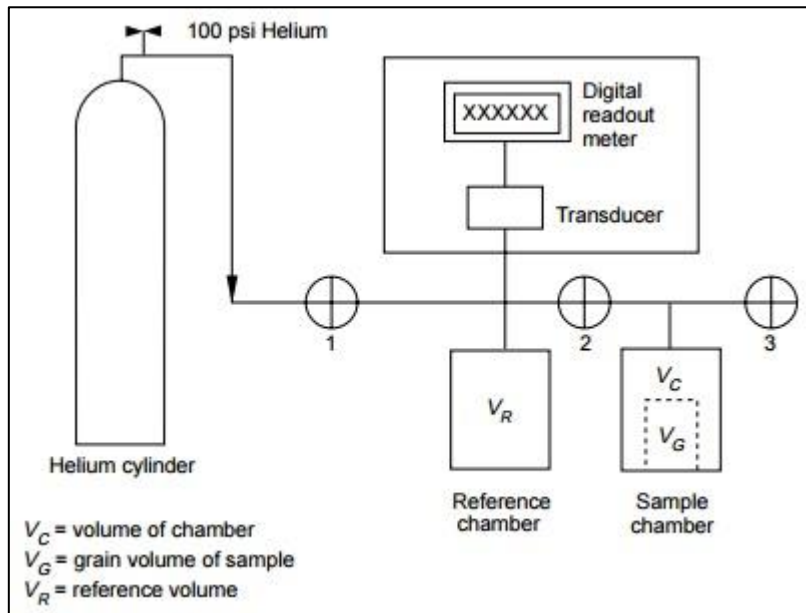 100 psi Helium
Digital
readout
meter
XXXXXX
Transducer
1
2
3
V_R
V_C
V_G
Helium cylinder
Reference
chamber
Sample
chamber
V_C = volume of chamber
V_G = grain volume of sample
V_R = reference volume